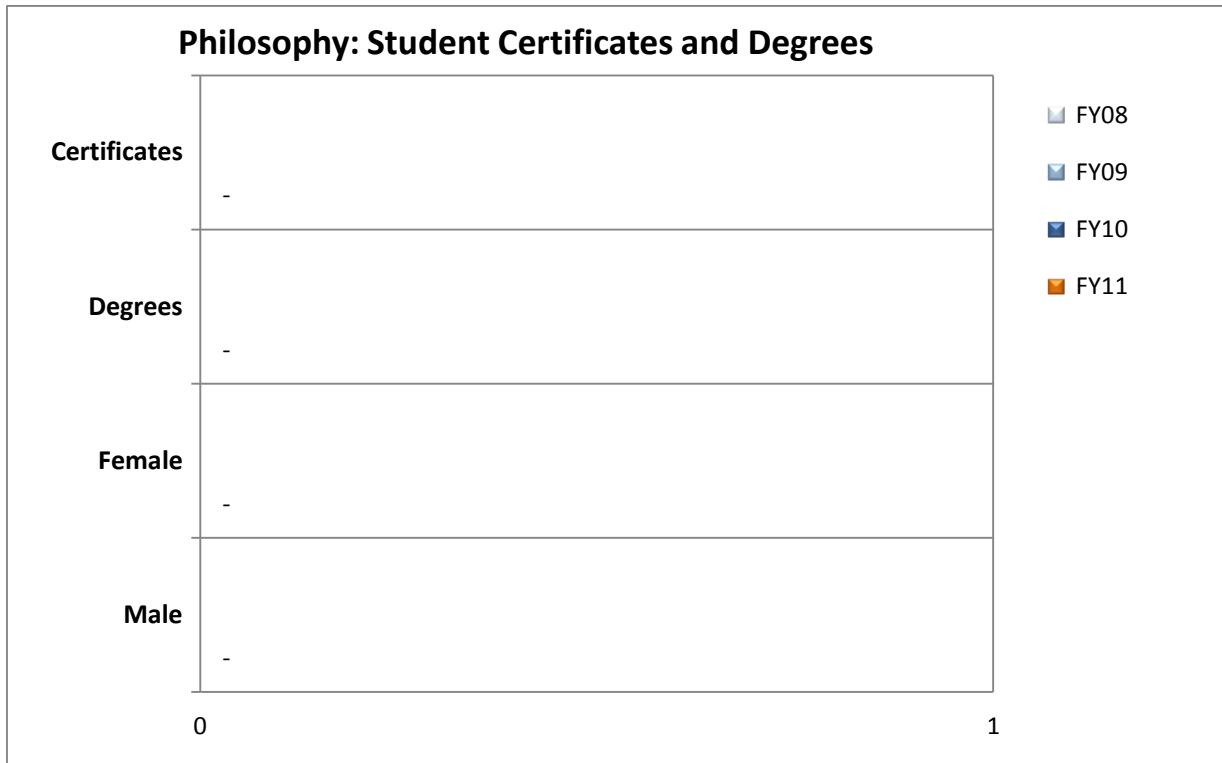 Philosophy: Student Certificates and Degrees
Certificates
-
Degrees
-
Female
-
Male
-
0 1
FY08
FY09
FY10
FY11